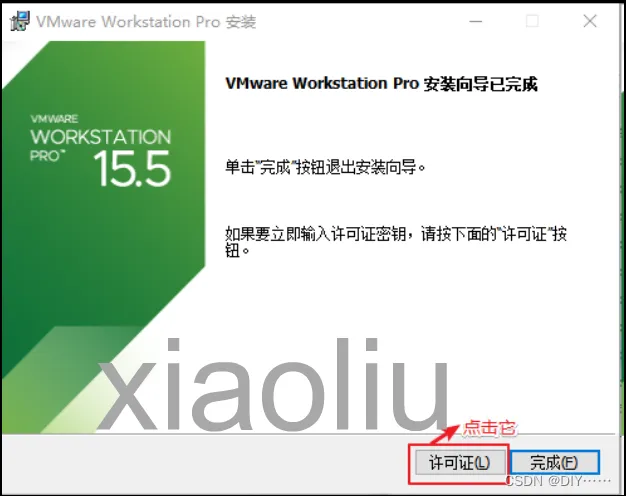 VMware Workstation Pro 安装
VMware Workstation Pro 安装向导已完成
VMWARE
WORKSTATION
PRO™
15.5
单击"完成"按钮退出安装向导。
如果要立即输入许可证密钥，请按下面的"许可证"按
钮。
xiaoliu
点击它
许可证(L)
完成(F)
CSDN @DIY……